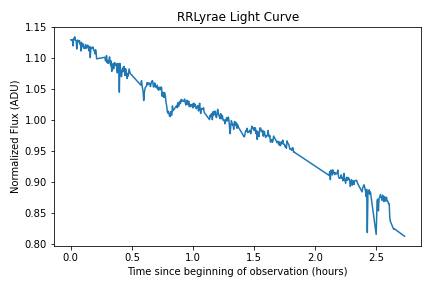 RRLyrae Light Curve
Normalized Flux (ADU)
1.15
1.10
1.05
1.00
0.95
0.90
0.85
0.80
0.0 0.5 1.0 1.5 2.0 2.5
Time since beginning of observation (hours)